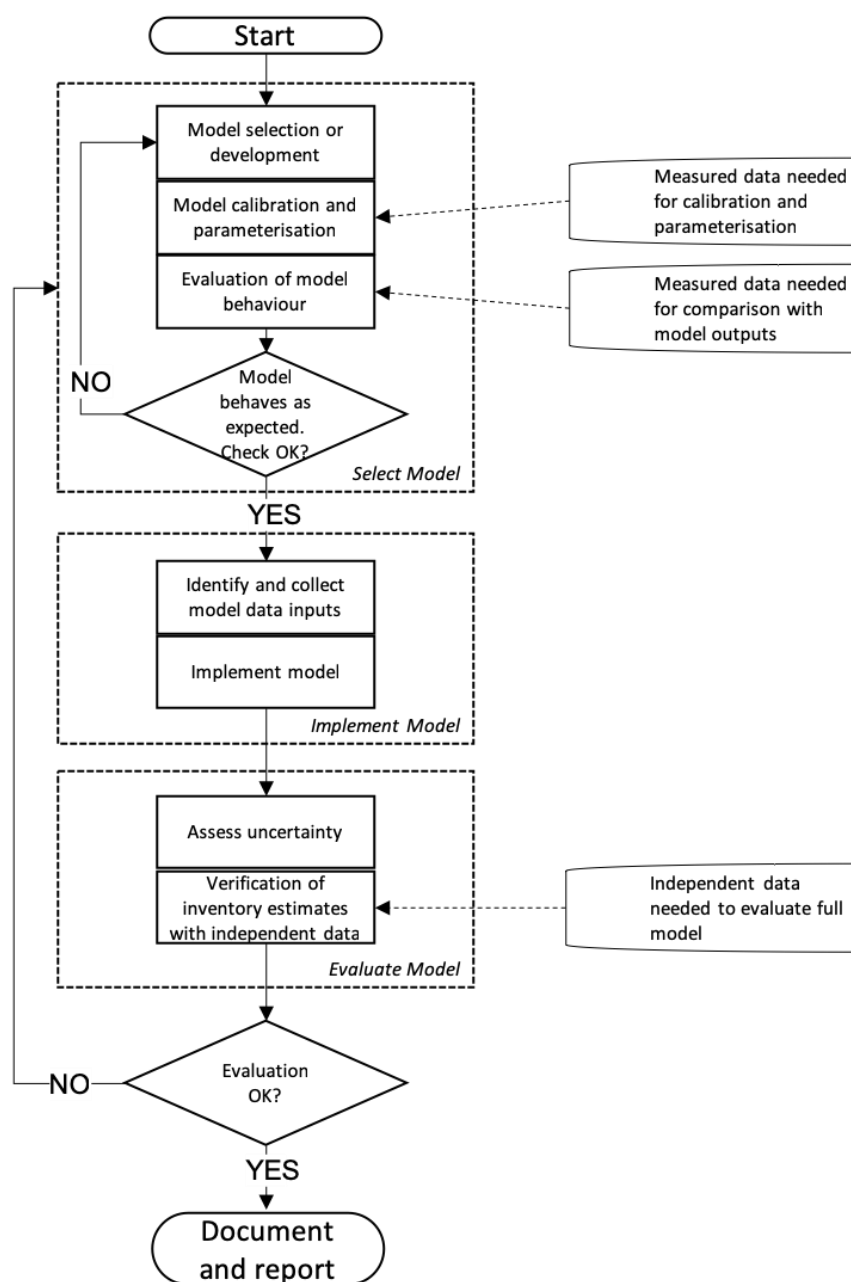 Start
Model selection or
development
Model calibration and
parameterisation
Measured data needed
for calibration and
parameterisation
Evaluation of model
behaviour
Measured data needed
for comparison with
model outputs
NO
Model
behaves as
expected.
Check OK?
Select Model
YES
Identify and collect
model data inputs
Implement model
Implement Model
Assess uncertainty
Verification of
inventory estimates
with independent data
Independent data
needed to evaluate full
model
Evaluate Model
Evaluation
OK?
NO
YES
Document
and report